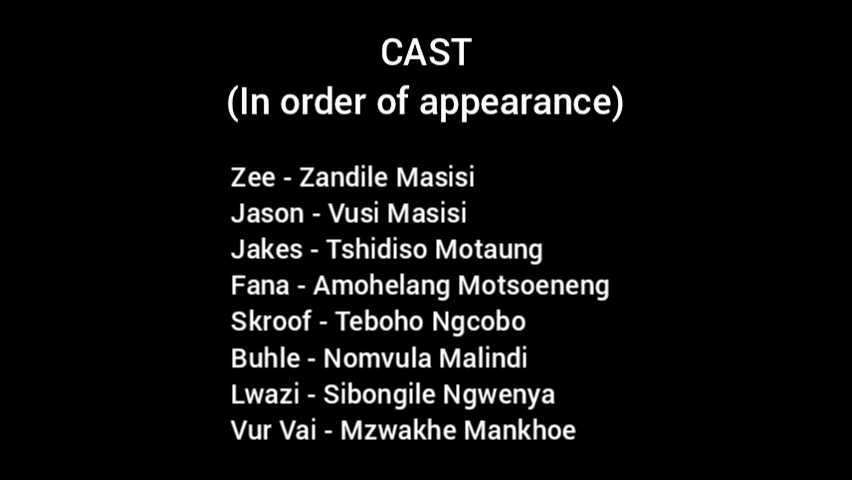 CAST
(In order of appearance)
Zee - Zandile Masisi
Jason - Vusi Masisi
Jakes - Tshidiso Motaung
Fana - Amohelang Motsoeneng
Skroof - Teboho Ngcobo
Buhle - Nomvula Malindi
Lwazi - Sibongile Ngwenya
Vur Vai - Mzwakhe Mankhoe